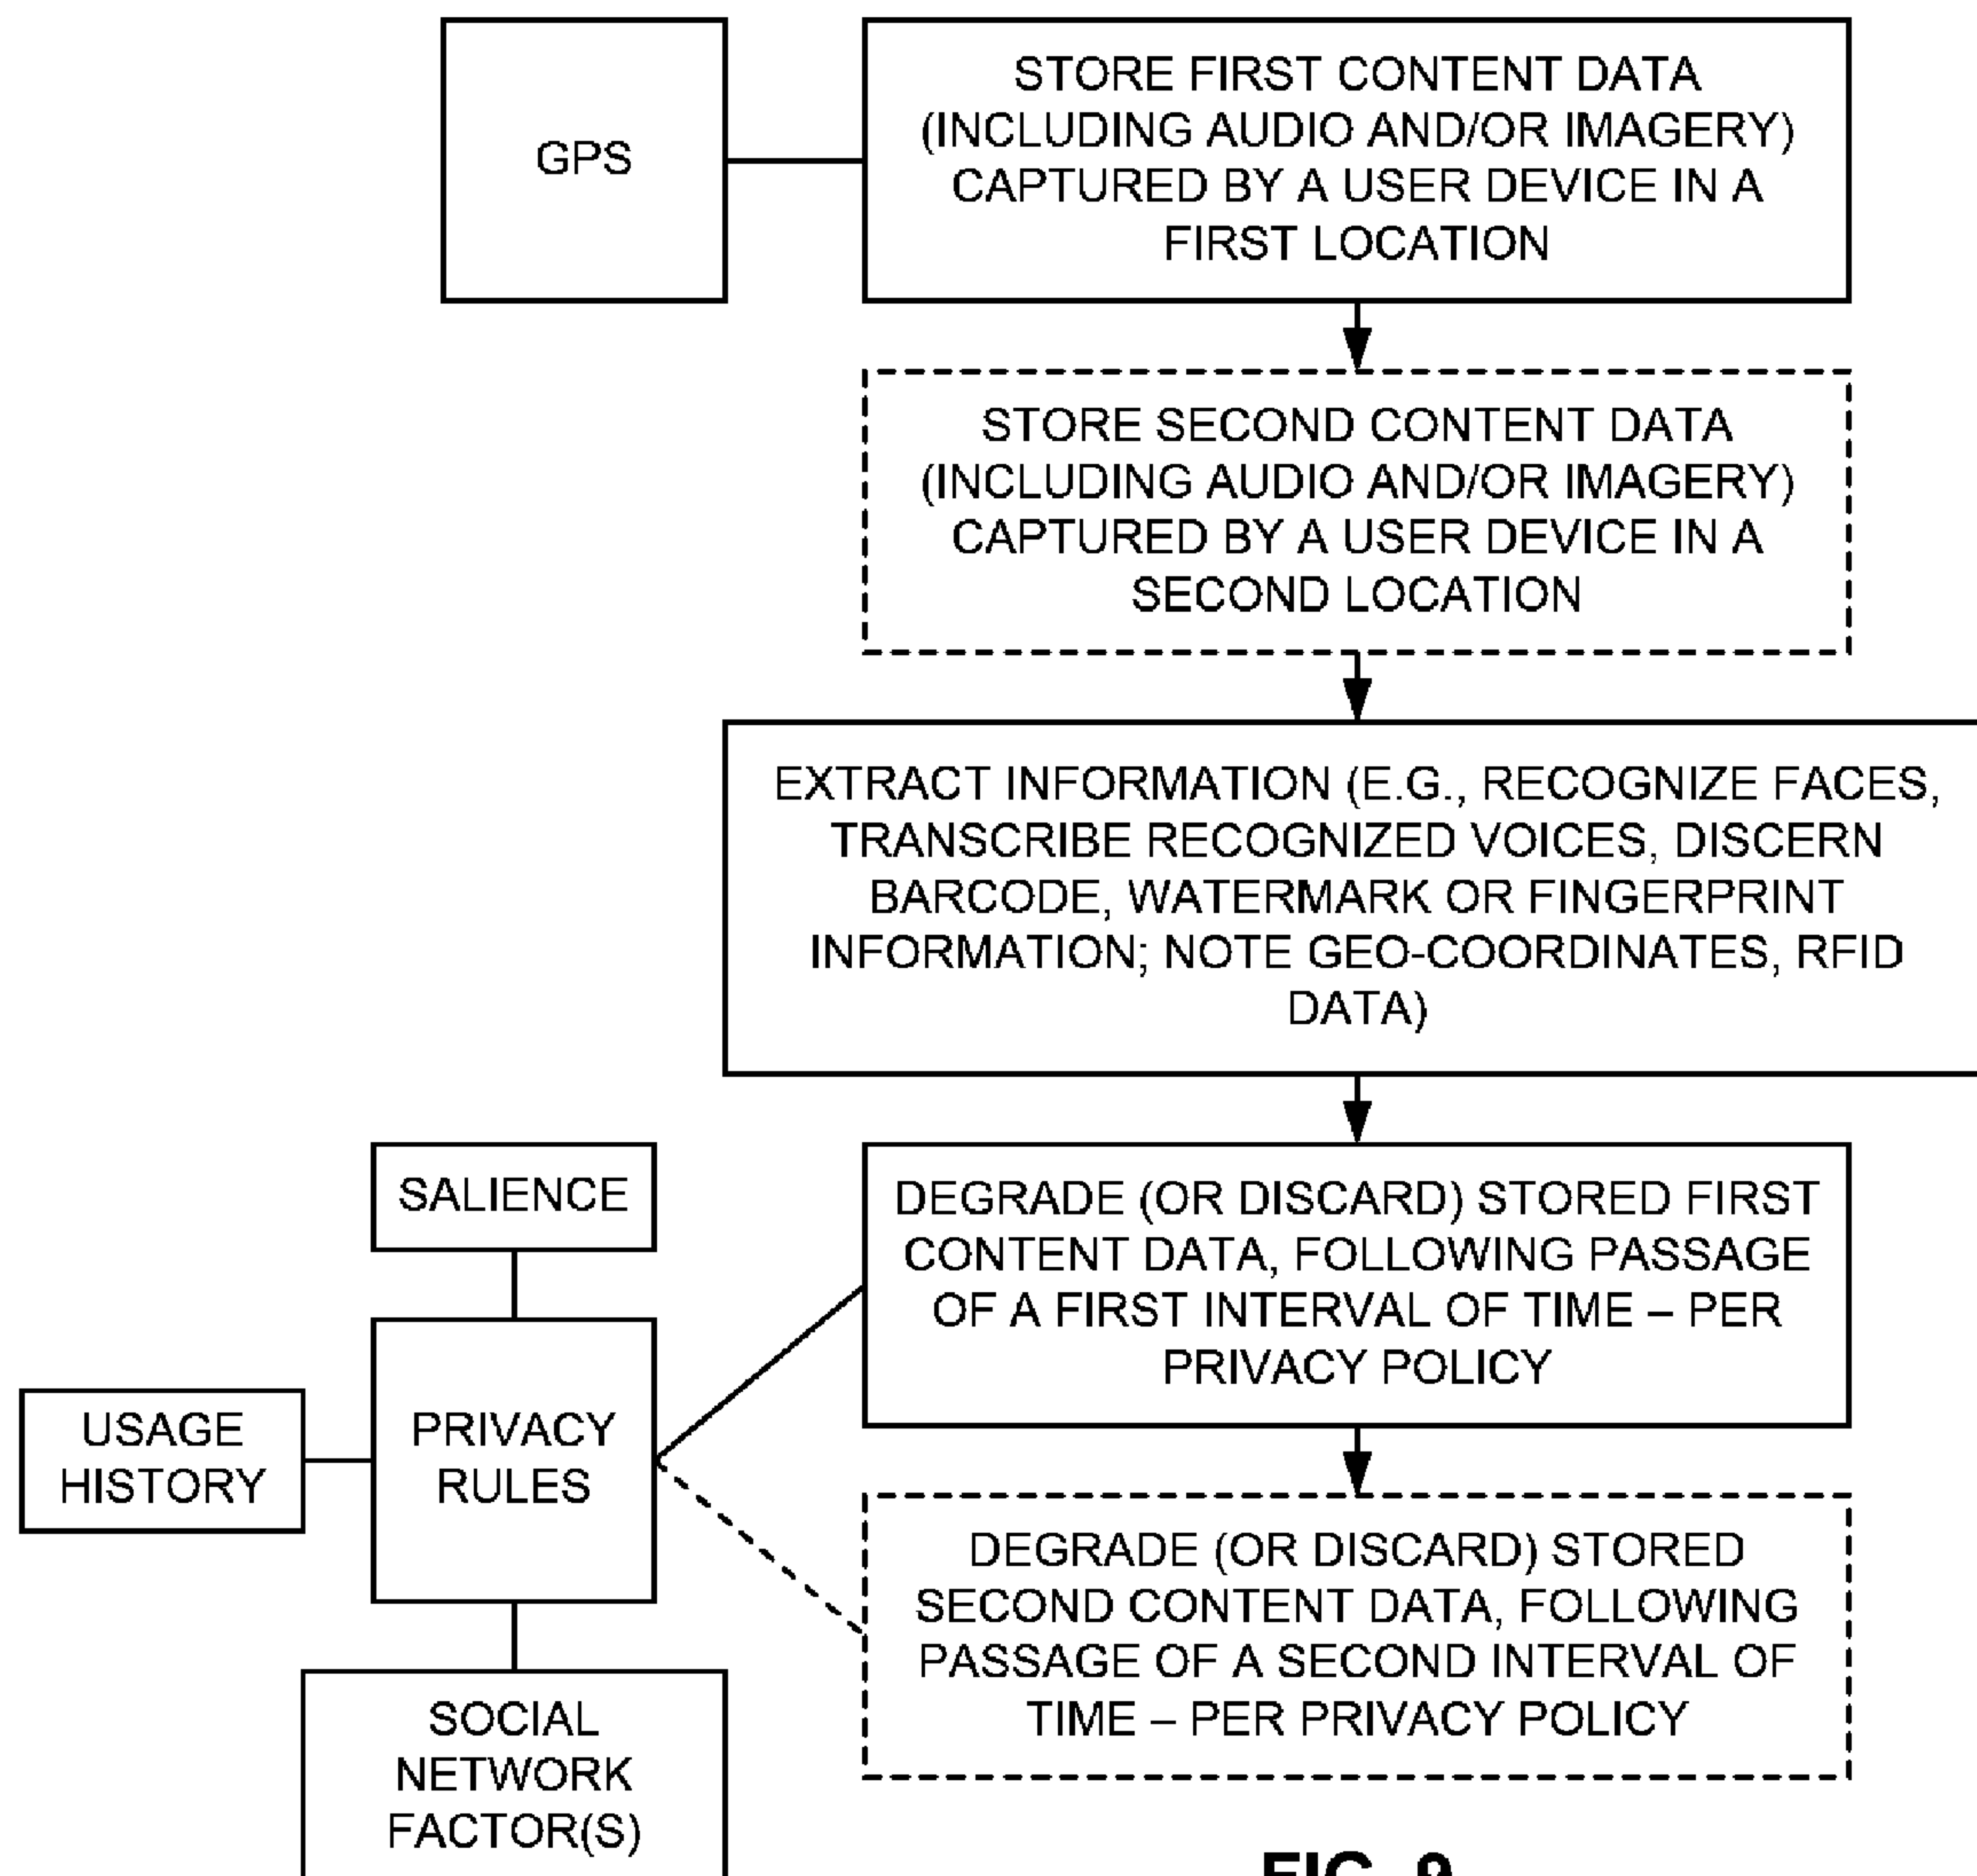 GPS
STORE FIRST CONTENT DATA
(INCLUDING AUDIO AND/OR IMAGERY)
CAPTURED BY A USER DEVICE IN A
FIRST LOCATION
STORE SECOND CONTENT DATA
(INCLUDING AUDIO AND/OR IMAGERY)
CAPTURED BY A USER DEVICE IN A
SECOND LOCATION
EXTRACT INFORMATION (E.G., RECOGNIZE FACES,
TRANSCRIBE RECOGNIZED VOICES, DISCERN
BARCODE, WATERMARK OR FINGERPRINT
INFORMATION; NOTE GEO-COORDINATES, RFID
DATA)
SALIENCE
USAGE
HISTORY
PRIVACY
RULES
SOCIAL
NETWORK
FACTOR(S)
DEGRADE (OR DISCARD) STORED FIRST
CONTENT DATA, FOLLOWING PASSAGE
OF A FIRST INTERVAL OF TIME – PER
PRIVACY POLICY
DEGRADE (OR DISCARD) STORED
SECOND CONTENT DATA, FOLLOWING
PASSAGE OF A SECOND INTERVAL OF
TIME – PER PRIVACY POLICY
FIG. 9